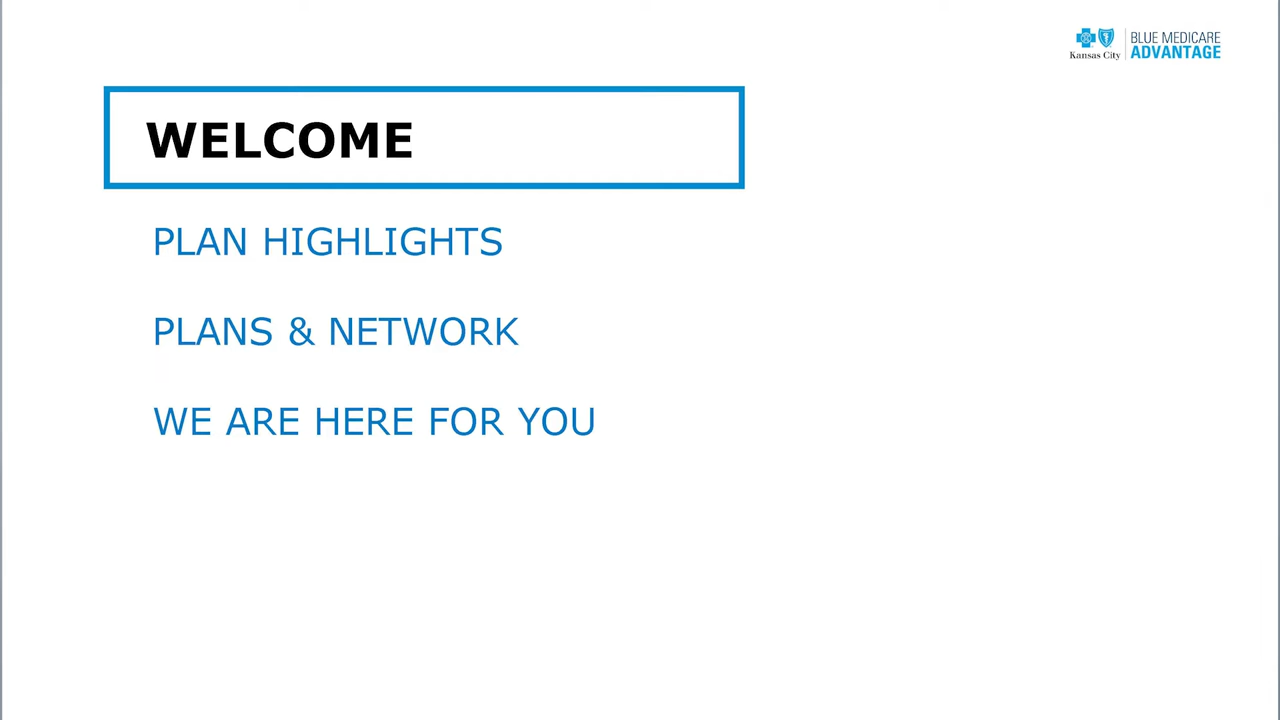 Kansas City
BLUE MEDICARE
ADVANTAGE
WELCOME
PLAN HIGHLIGHTS
PLANS & NETWORK
WE ARE HERE FOR YOU